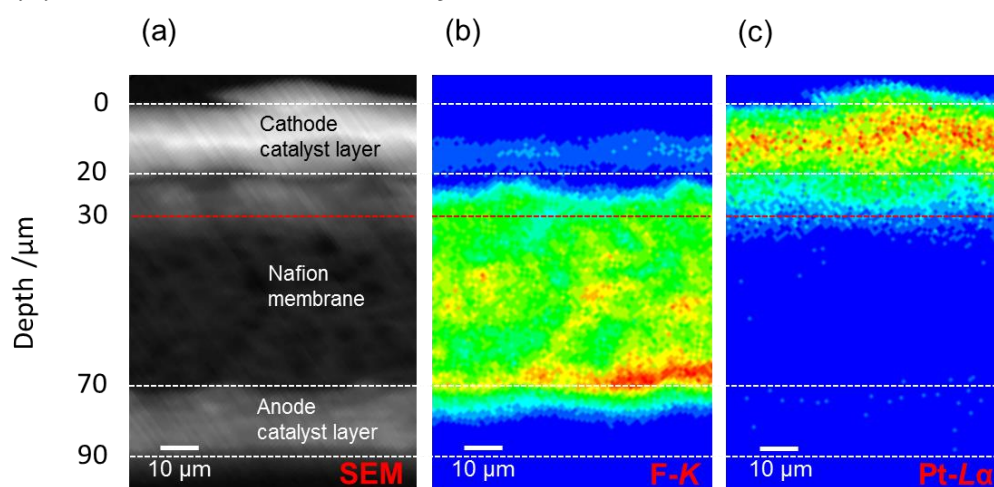 (a)
(b)
(c)
0
20
30
70
90
Depth /μm
Cathode
catalyst layer
Nafion
membrane
Anode
catalyst layer
10 μm
SEM
10 μm
F-K
10 μm
Pt-Lα